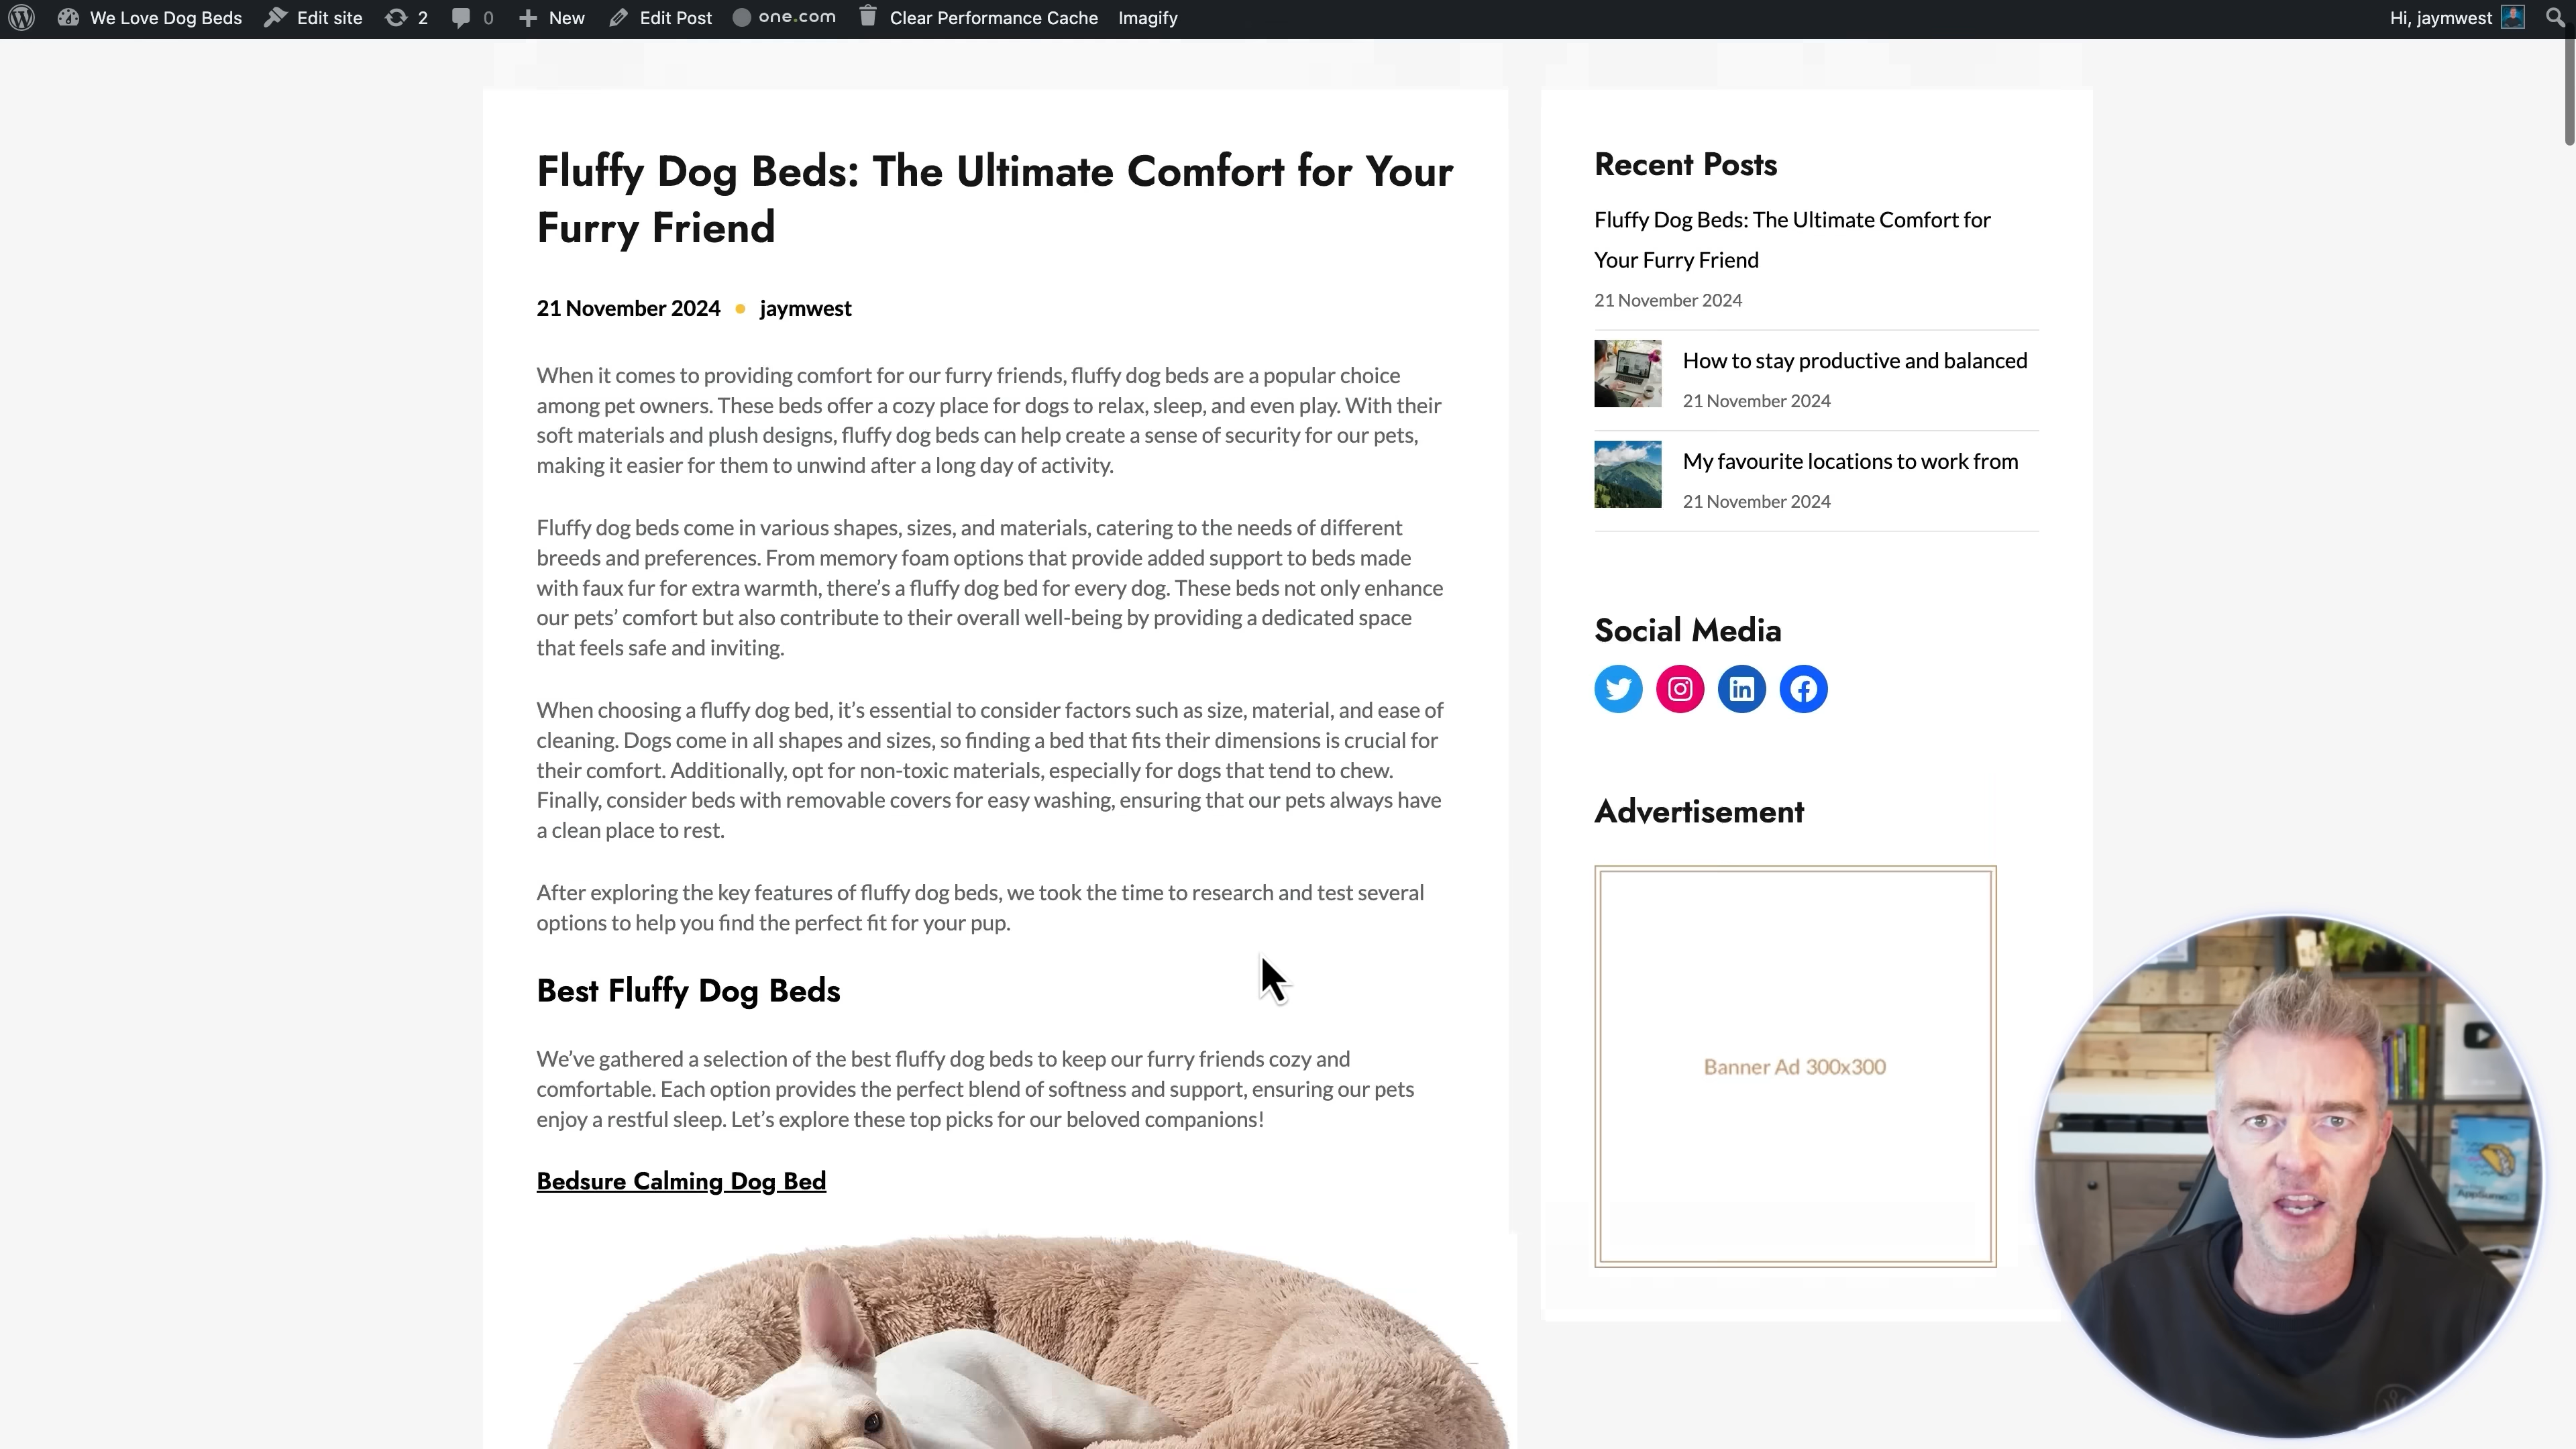 We Love Dog Beds Edit site 2 0 New Edit Post one.com Clear Performance Cache Imagify Hi, jaymwest
Fluffy Dog Beds: The Ultimate Comfort for Your
Furry Friend
21 November 2024 jaymwest
When it comes to providing comfort for our furry friends, fluffy dog beds are a popular choice
among pet owners. These beds offer a cozy place for dogs to relax, sleep, and even play. With their
soft materials and plush designs, fluffy dog beds can help create a sense of security for our pets,
making it easier for them to unwind after a long day of activity.
Fluffy dog beds come in various shapes, sizes, and materials, catering to the needs of different
breeds and preferences. From memory foam options that provide added support to beds made
with faux fur for extra warmth, there’s a fluffy dog bed for every dog. These beds not only enhance
our pets’ comfort but also contribute to their overall well-being by providing a dedicated space
that feels safe and inviting.
When choosing a fluffy dog bed, it’s essential to consider factors such as size, material, and ease of
cleaning. Dogs come in all shapes and sizes, so finding a bed that fits their dimensions is crucial for
their comfort. Additionally, opt for non-toxic materials, especially for dogs that tend to chew.
Finally, consider beds with removable covers for easy washing, ensuring that our pets always have
a clean place to rest.
After exploring the key features of fluffy dog beds, we took the time to research and test several
options to help you find the perfect fit for your pup.
Best Fluffy Dog Beds
We’ve gathered a selection of the best fluffy dog beds to keep our furry friends cozy and
comfortable. Each option provides the perfect blend of softness and support, ensuring our pets
enjoy a restful sleep. Let’s explore these top picks for our beloved companions!
Bedsure Calming Dog Bed
Recent Posts
Fluffy Dog Beds: The Ultimate Comfort for
Your Furry Friend
21 November 2024
How to stay productive and balanced
21 November 2024
My favourite locations to work from
21 November 2024
Social Media
Advertisement
Banner Ad 300x300
AppSumo